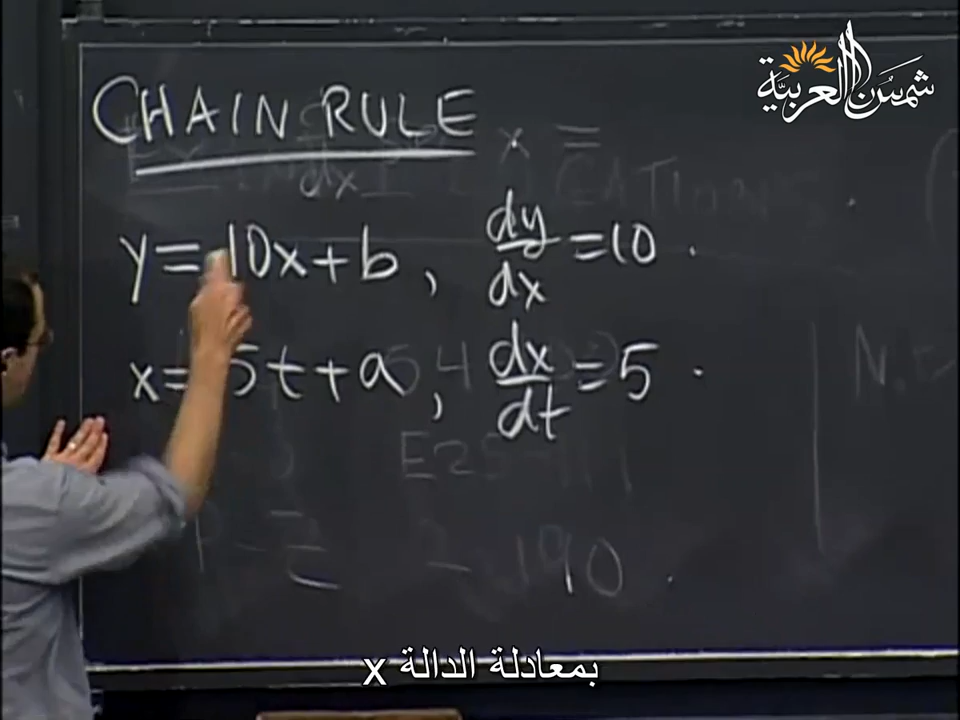 شمس العربية
CHAIN RULE
y=10x+b, dy/dx=10.
x=5t+a, dx/dt=5.
بمعادلة الدالة x